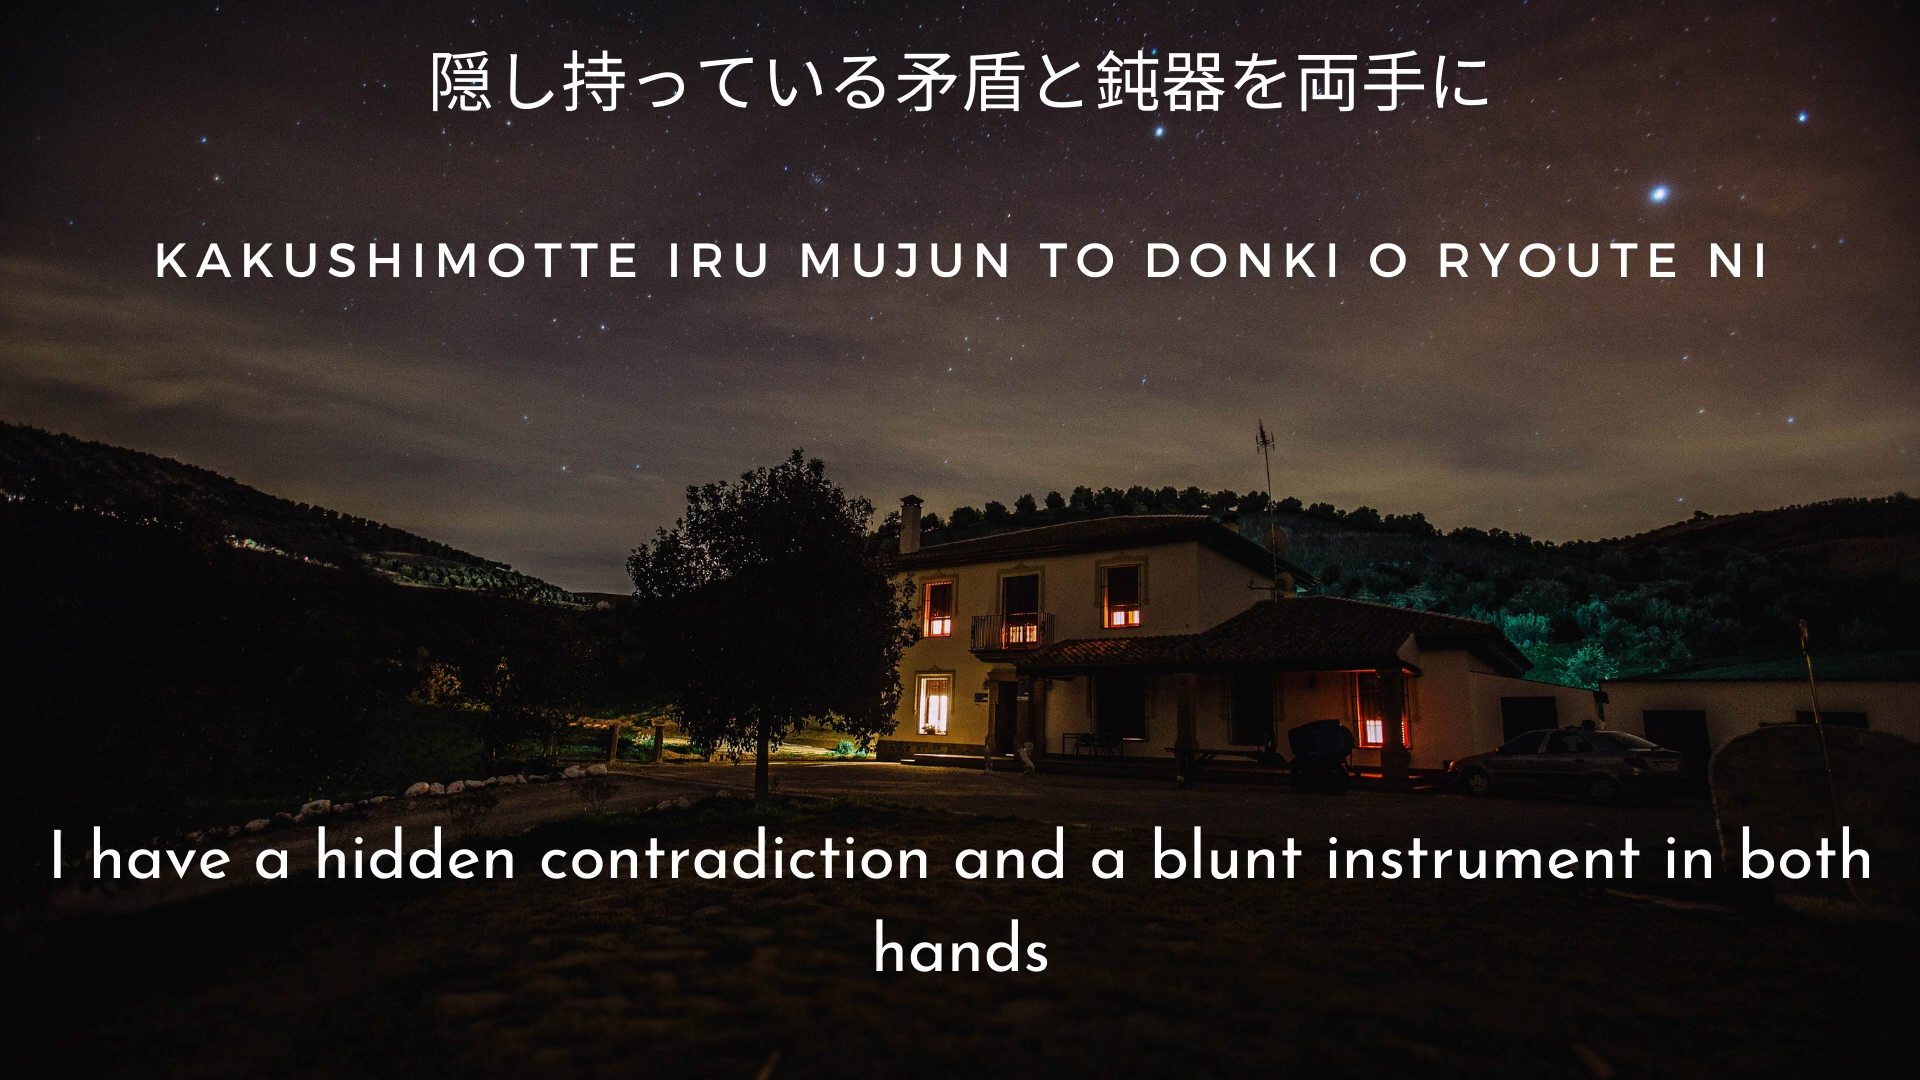 隠し持っている矛盾と鈍器を両手に
KAKUSHIMOTTE IRU MUJUN TO DONKI O RYOUTE NI
I have a hidden contradiction and a blunt instrument in both
hands